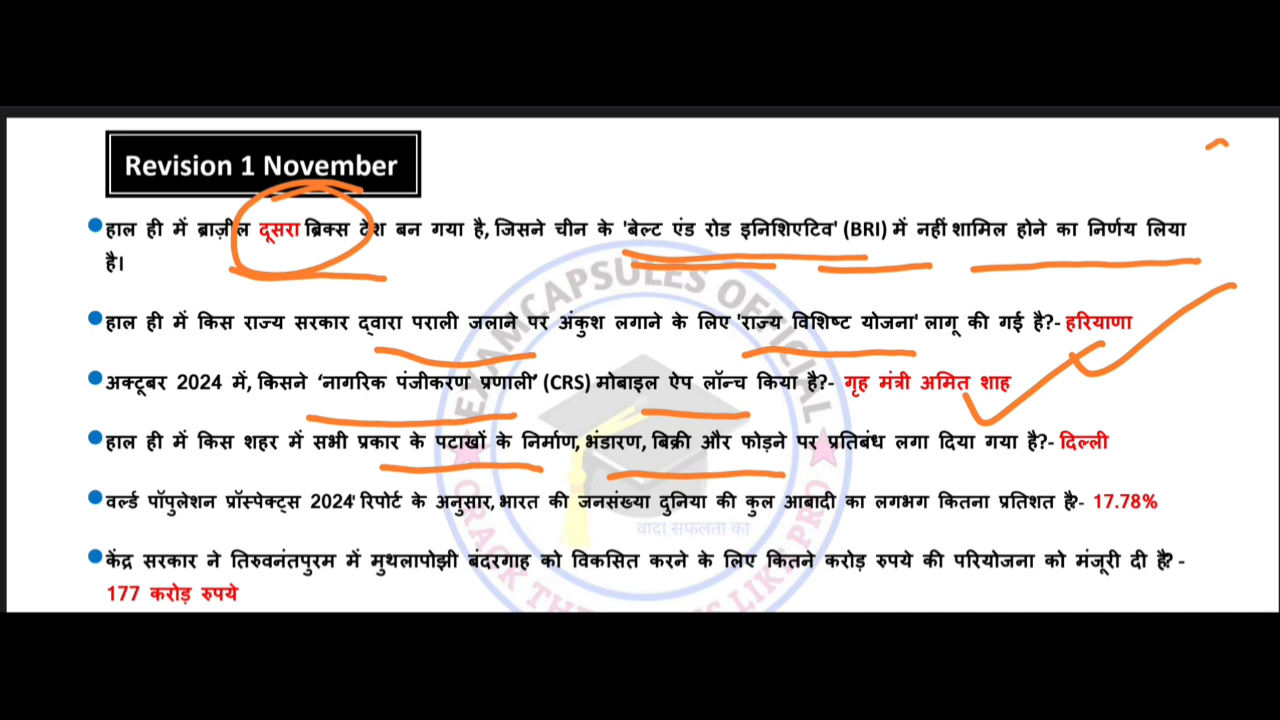 Revision 1 November
हाल ही में ब्राज़ील दूसरा ब्रिक्स देश बन गया है, जिसने चीन के 'बेल्ट एंड रोड इनिशिएटिव' (BRI) में नहीं शामिल होने का निर्णय लिया
है।
हाल ही में किस राज्य सरकार द्वारा पराली जलाने पर अंकुश लगाने के लिए 'राज्य विशिष्ट योजना' लागू की गई है?- हरियाणा
अक्टूबर 2024 में, किसने ‘नागरिक पंजीकरण प्रणाली’ (CRS) मोबाइल ऐप लॉन्च किया है?- गृह मंत्री अमित शाह
हाल ही में किस शहर में सभी प्रकार के पटाखों के निर्माण, भंडारण, बिक्री और फोड़ने पर प्रतिबंध लगा दिया गया है?- दिल्ली
वर्ल्ड पॉपुलेशन प्रॉस्पेक्ट्स 2024' रिपोर्ट के अनुसार, भारत की जनसंख्या दुनिया की कुल आबादी का लगभग कितना प्रतिशत है?- 17.78%
केंद्र सरकार ने तिरुवनंतपुरम में मुथलापोझी बंदरगाह को विकसित करने के लिए कितने करोड़ रुपये की परियोजना को मंजूरी दी है? -
177 करोड़ रुपये
EXAMCAPSULES OFFICIAL
वादा सफलता का